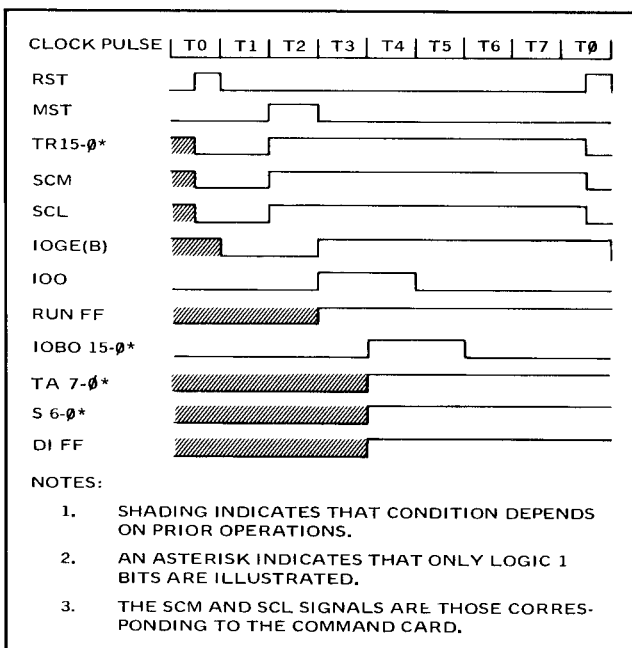 CLOCK PULSE T0 T1 T2 T3 T4 T5 T6 T7 TØ
RST
MST
TR15-Ø*
SCM
SCL
IOGE(B)
IOO
RUN FF
IOBO 15-Ø*
TA 7-Ø*
S 6-Ø*
DI FF
NOTES:
1. SHADING INDICATES THAT CONDITION DEPENDS
ON PRIOR OPERATIONS.
2. AN ASTERISK INDICATES THAT ONLY LOGIC 1
BITS ARE ILLUSTRATED.
3. THE SCM AND SCL SIGNALS ARE THOSE CORRES-
PONDING TO THE COMMAND CARD.